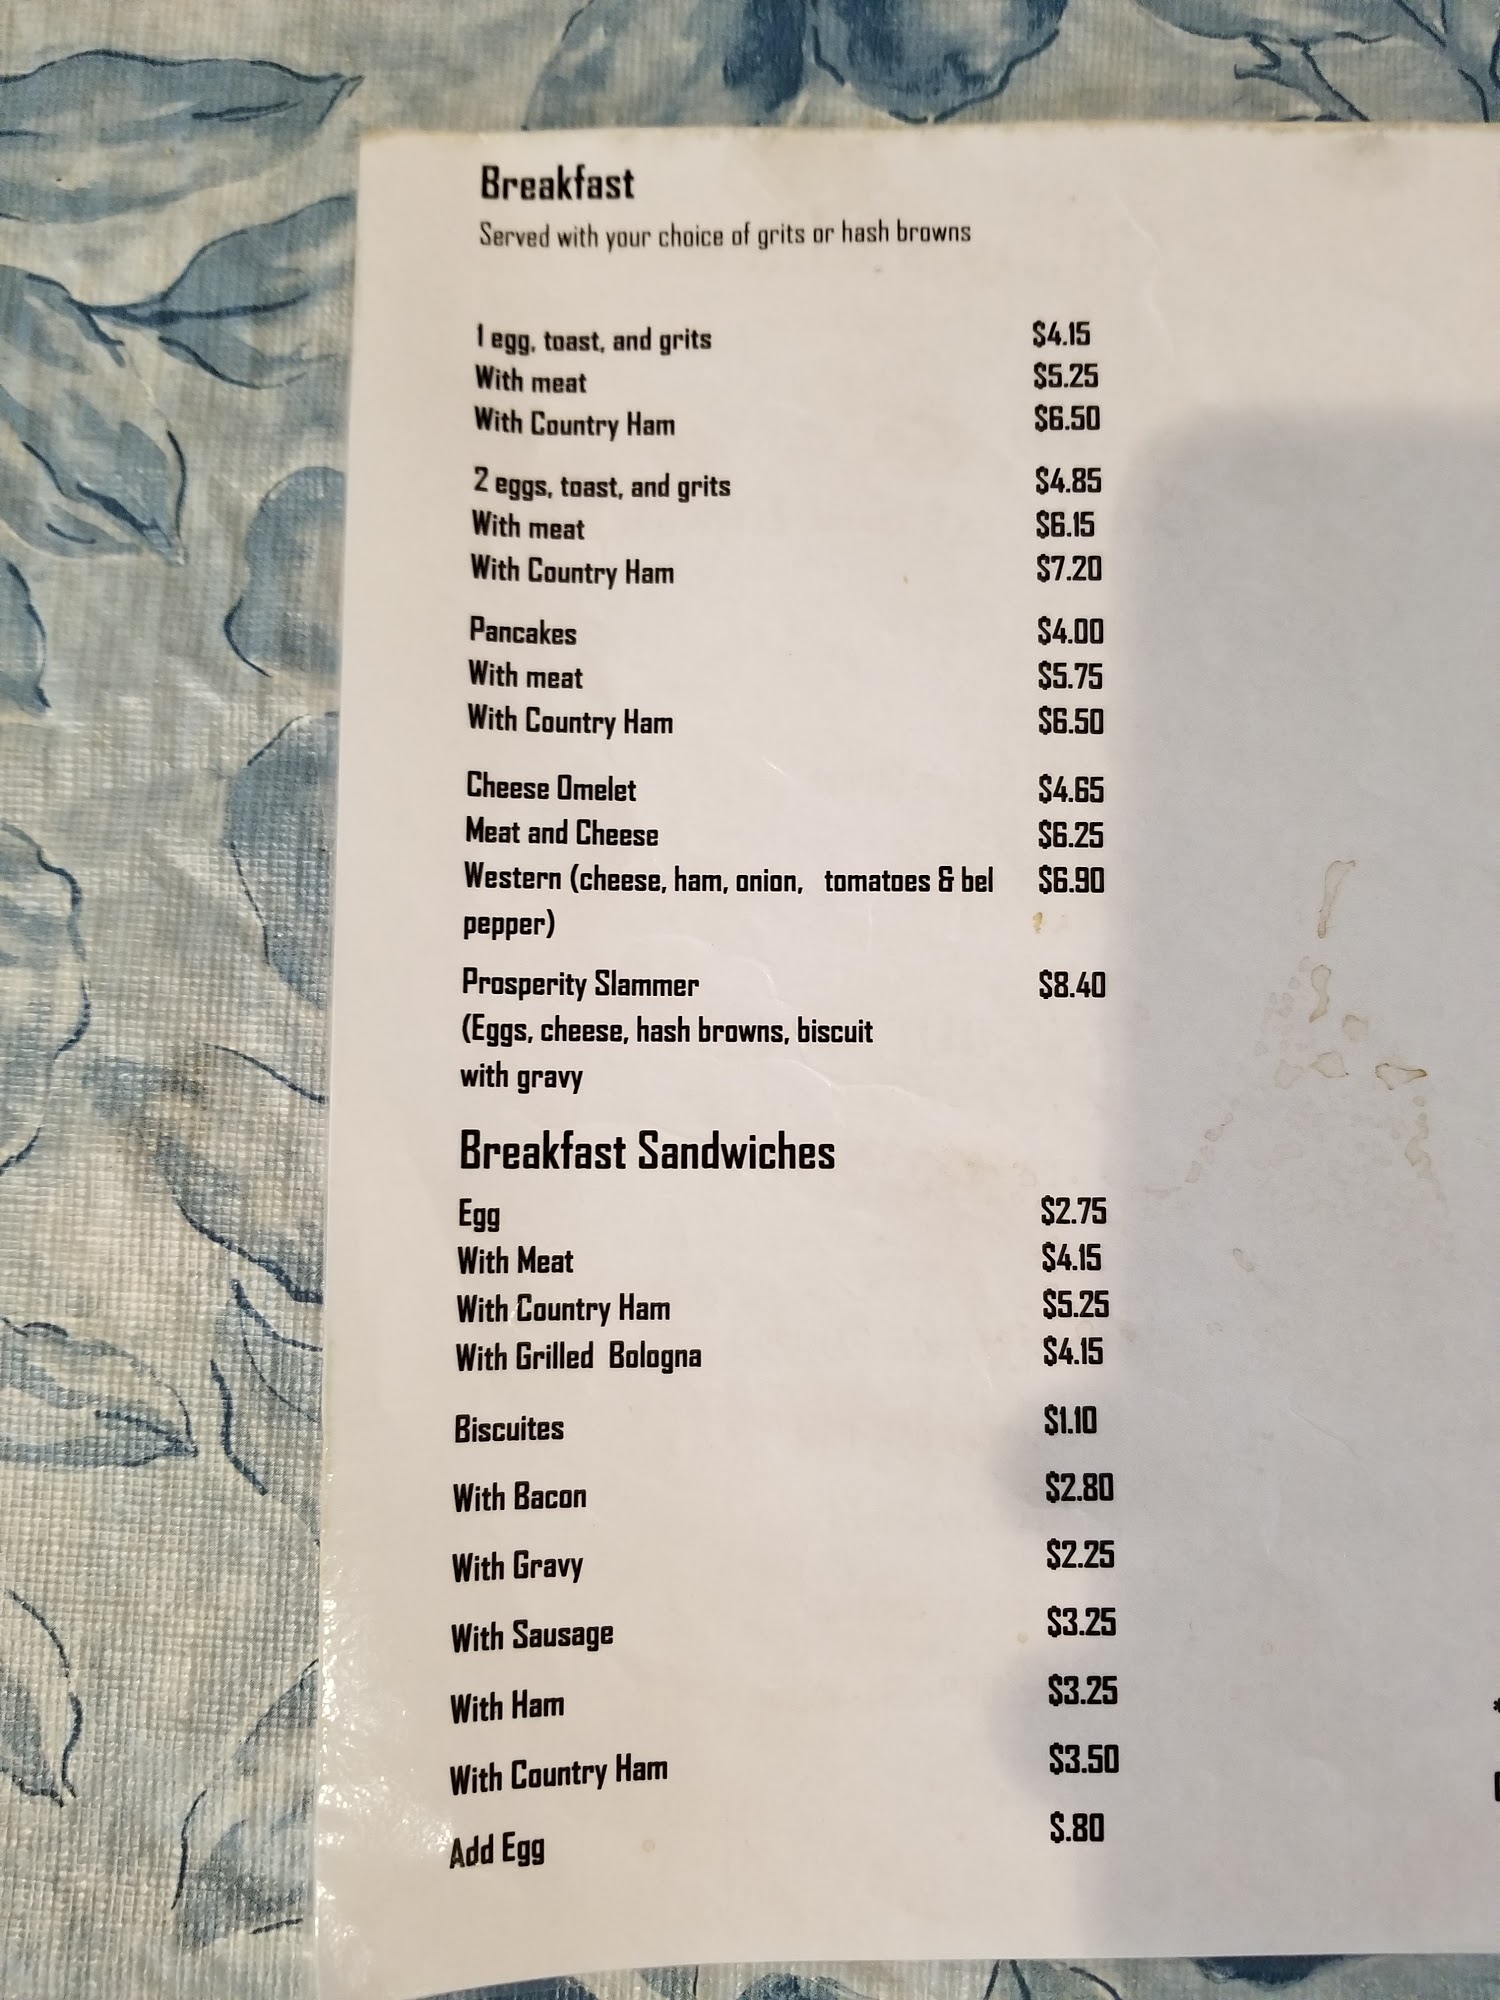 Breakfast
Served with your choice of grits or hash browns
1 egg, toast, and grits $4.15
With meat $5.25
With Country Ham $6.50
2 eggs, toast, and grits $4.85
With meat $6.15
With Country Ham $7.20
Pancakes $4.00
With meat $5.75
With Country Ham $6.50
Cheese Omelet $4.65
Meat and Cheese $6.25
Western (cheese, ham, onion, tomatoes & bel $6.90
pepper)
Prosperity Slammer $8.40
(Eggs, cheese, hash browns, biscuit
with gravy
Breakfast Sandwiches
Egg $2.75
With Meat $4.15
With Country Ham $5.25
With Grilled Bologna $4.15
Biscuites $1.10
With Bacon $2.80
With Gravy $2.25
With Sausage $3.25
With Ham $3.25
With Country Ham $3.50
Add Egg $.80